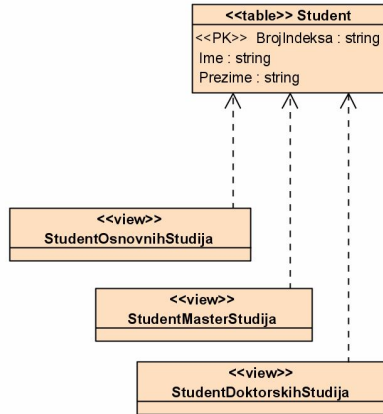 <<table>> Student
<<PK>> BrojIndeksa : string
Ime : string
Prezime : string
<<view>>
StudentOsnovnihStudija
<<view>>
StudentMasterStudija
<<view>>
StudentDoktorskihStudija